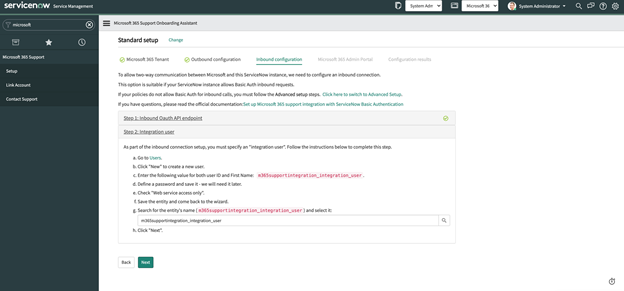 servicenow Service Management
System Adm
Microsoft 36
System Administrator
microsoft
Microsoft 365 Support
Setup
Link Account
Contact Support
Microsoft 365 Support Onboarding Assistant
Standard setup Change
Microsoft 365 Tenant Outbound configuration Inbound configuration Microsoft 365 Admin Portal Configuration results
To allow two-way communication between Microsoft and this ServiceNow instance, we need to configure an inbound connection.
This option is suitable if your ServiceNow Instance allows Basic Auth inbound requests.
If your policies do not allow Basic Auth for inbound calls, you must follow the Advanced setup steps. Click here to switch to Advanced Setup.
If you have questions, please read the official documentation: Set up Microsoft 365 support integration with ServiceNow Basic Authentication
Step 1: Inbound Oauth API endpoint
Step 2: Integration user
As part of the inbound connection setup, you must specify an "integration user". Follow the instructions below to complete this step.
a. Go to Users.
b. Click "New" to create a new user.
c. Enter the following value for both user ID and First Name: m365supportintegration_integration_user.
d. Define a password and save it - we will need it later.
e. Check "Web service access only".
f. Save the entity and come back to the wizard.
g. Search for the entity's name (m365supportintegration_integration_user) and select it:
m365supportintegration_integration_user
h. Click "Next".
Back Next